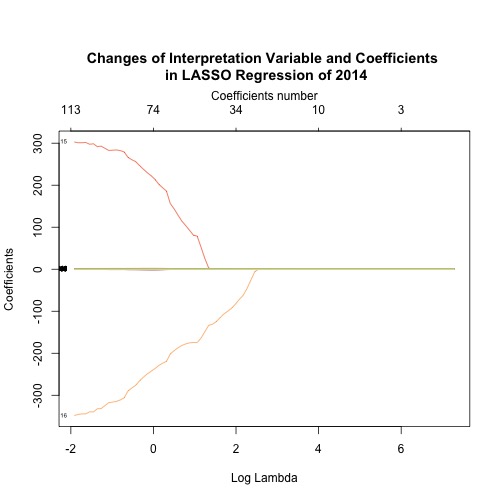 Changes of Interpretation Variable and Coefficients
in LASSO Regression of 2014
Coefficients number
113 74 34 10 3
300
200
100
0
-100
-200
-300
Coefficients
15
16
-2 0 2 4 6
Log Lambda